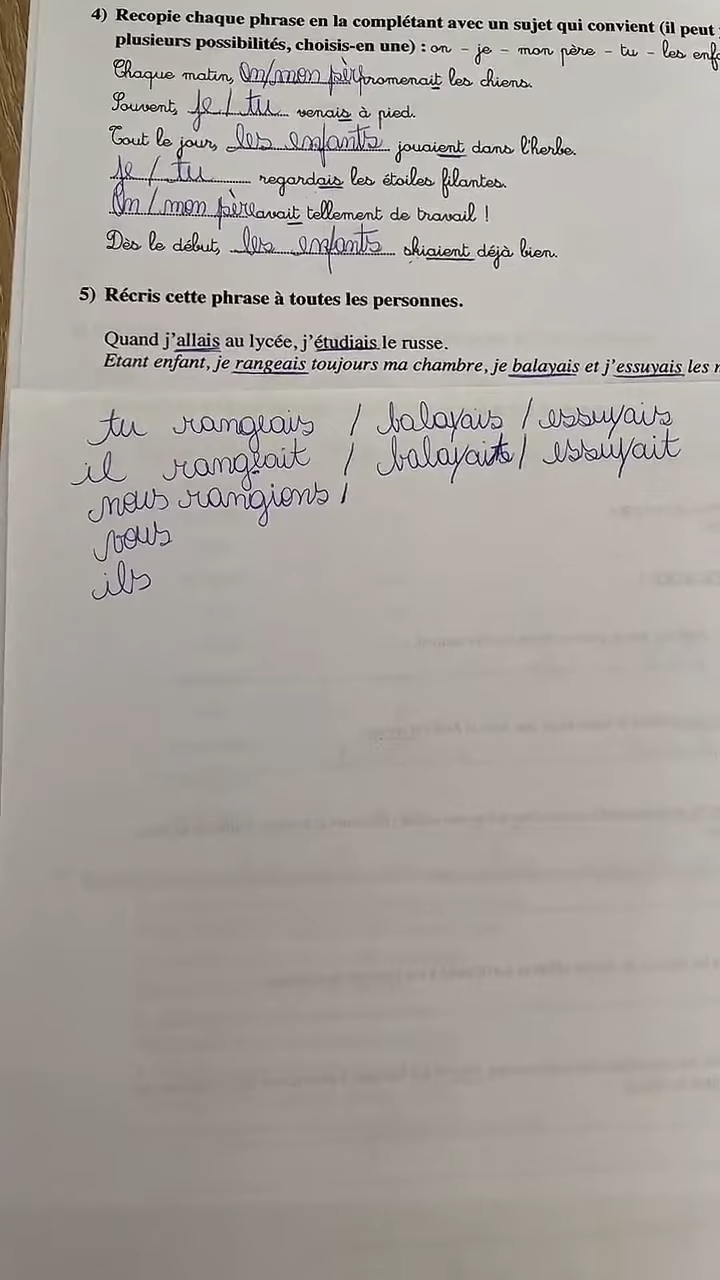 4) Recopie chaque phrase en la complétant avec un sujet qui convient (il peut
plusieurs possibilités, choisis-en une) : on - je - mon père - tu - les enfa
Chaque matin, On/mon père promenait les chiens.
Souvent, je / tu venais à pied.
Tout le jour, les enfants jouaient dans l'herbe.
je / tu regardais les étoiles filantes.
On / mon père avait tellement de travail !
Dès le début, les enfants skiaient déjà bien.
5) Récris cette phrase à toutes les personnes.
Quand j'allais au lycée, j'étudiais le russe.
Etant enfant, je rangeais toujours ma chambre, je balayais et j'essuyais les
tu rangeais / balayais / essuyais
il rangeait / balayait / essuyait
nous rangions /
vous
ils